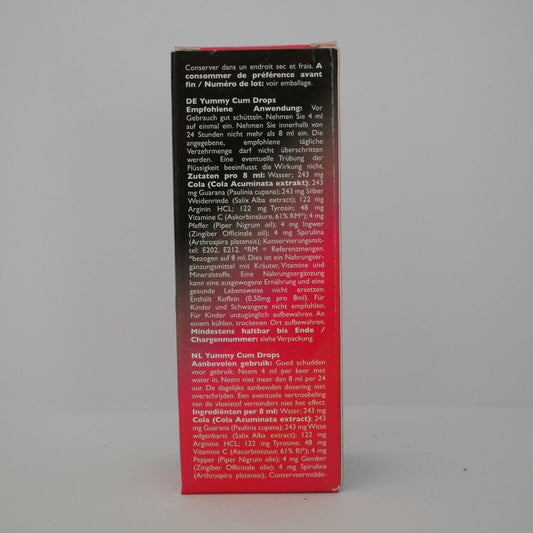 Conserver dans un endroit sec et frais. A
consommer de préférence avant
fin / Numéro de lot: voir emballage.
DE Yummy Cum Drops
Empfohlene Anwendung: Vor
Gebrauch gut schütteln. Nehmen Sie 4 ml
auf einmal ein. Nehmen Sie innerhalb von
24 Stunden nicht mehr als 8 ml ein. Die
angegebene, empfohlene tägliche
Verzehrmenge darf nicht überschritten
werden. Eine eventuelle Trübung der
Flüssigkeit beeinflusst die Wirkung nicht.
Zutaten pro 8 ml: Wasser; 243 mg
Cola (Cola Acuminata extrakt); 243
mg Guarana (Paulinia cupana); 243 mg Silber
Weidenrinde (Salix Alba extract); 122 mg
Arginin HCL; 122 mg Tyrosin; 48 mg
Vitamine C (Askorbinsäure, 61% RM*); 4 mg
Pfeffer (Piper Nigrum oil); 4 mg Ingwer
(Zingiber Officinale oil); 4 mg Spirulina
(Arthrospira platensis); Konservierungsmit-
tel: E202, E212. *RM = Referenzmengen.
*bezogen auf 8 ml. Dies ist ein Nahrungser-
gänzungsmittel mit Kräuter, Vitamine und
Mineralstoffe. Eine Nahrungsergänzung
kann eine ausgewogene Ernährung und eine
gesunde Lebensweise nicht ersetzen.
Enthält Koffein (0,50mg pro 8ml). Für
Kinder und Schwangere nicht empfohlen.
Für Kinder unzugänglich aufbewahren. An
einem kühlen, trockenen Ort aufbewahren.
Mindestens haltbar bis Ende /
Chargennummer: siehe Verpackung.
NL Yummy Cum Drops
Aanbevolen gebruik: Goed schudden
voor gebruik. Neem 4 ml per keer met
water in. Neem niet meer dan 8 ml per 24
uur. De dagelijks aanbevolen dosering niet
overschrijden. Een eventuele vertroebeling
van de vloeistof vermindert niet het effect.
Ingrediënten per 8 ml: Water; 243 mg
Cola (Cola Acuminata extract); 243
mg Guarana (Paulinia cupana); 243 mg Witte
wilgenbarst (Salix Alba extract); 122 mg
Arginine HCL; 122 mg Tyrosine; 48 mg
Vitamine C (Ascorbinezuur, 61% RI*); 4 mg
Pepper (Piper Nigrum olie); 4 mg Gember
(Zingiber Officinale olie); 4 mg Spirulina
(Arthrospira platensis); Conserveermidde-